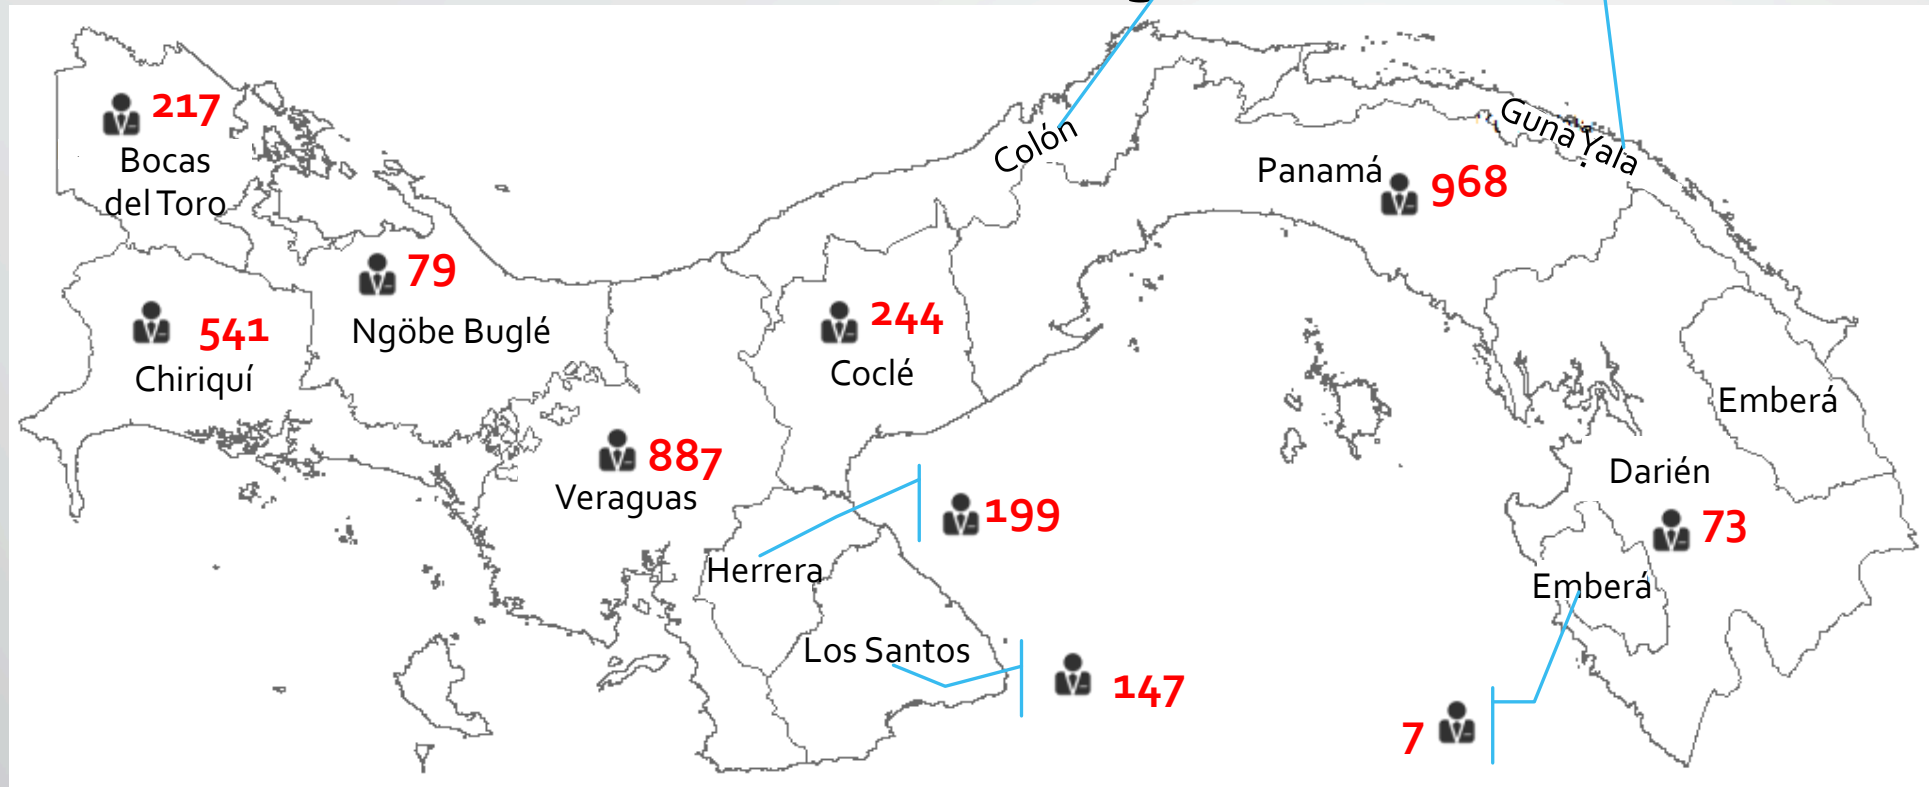 217
Bocas
del Toro
Colón
Guna Yala
Panamá
968
79
Ngöbe Buglé
541
Chiriquí
244
Coclé
Emberá
887
Veraguas
Darién
199
73
Herrera
Emberá
Los Santos
147
7